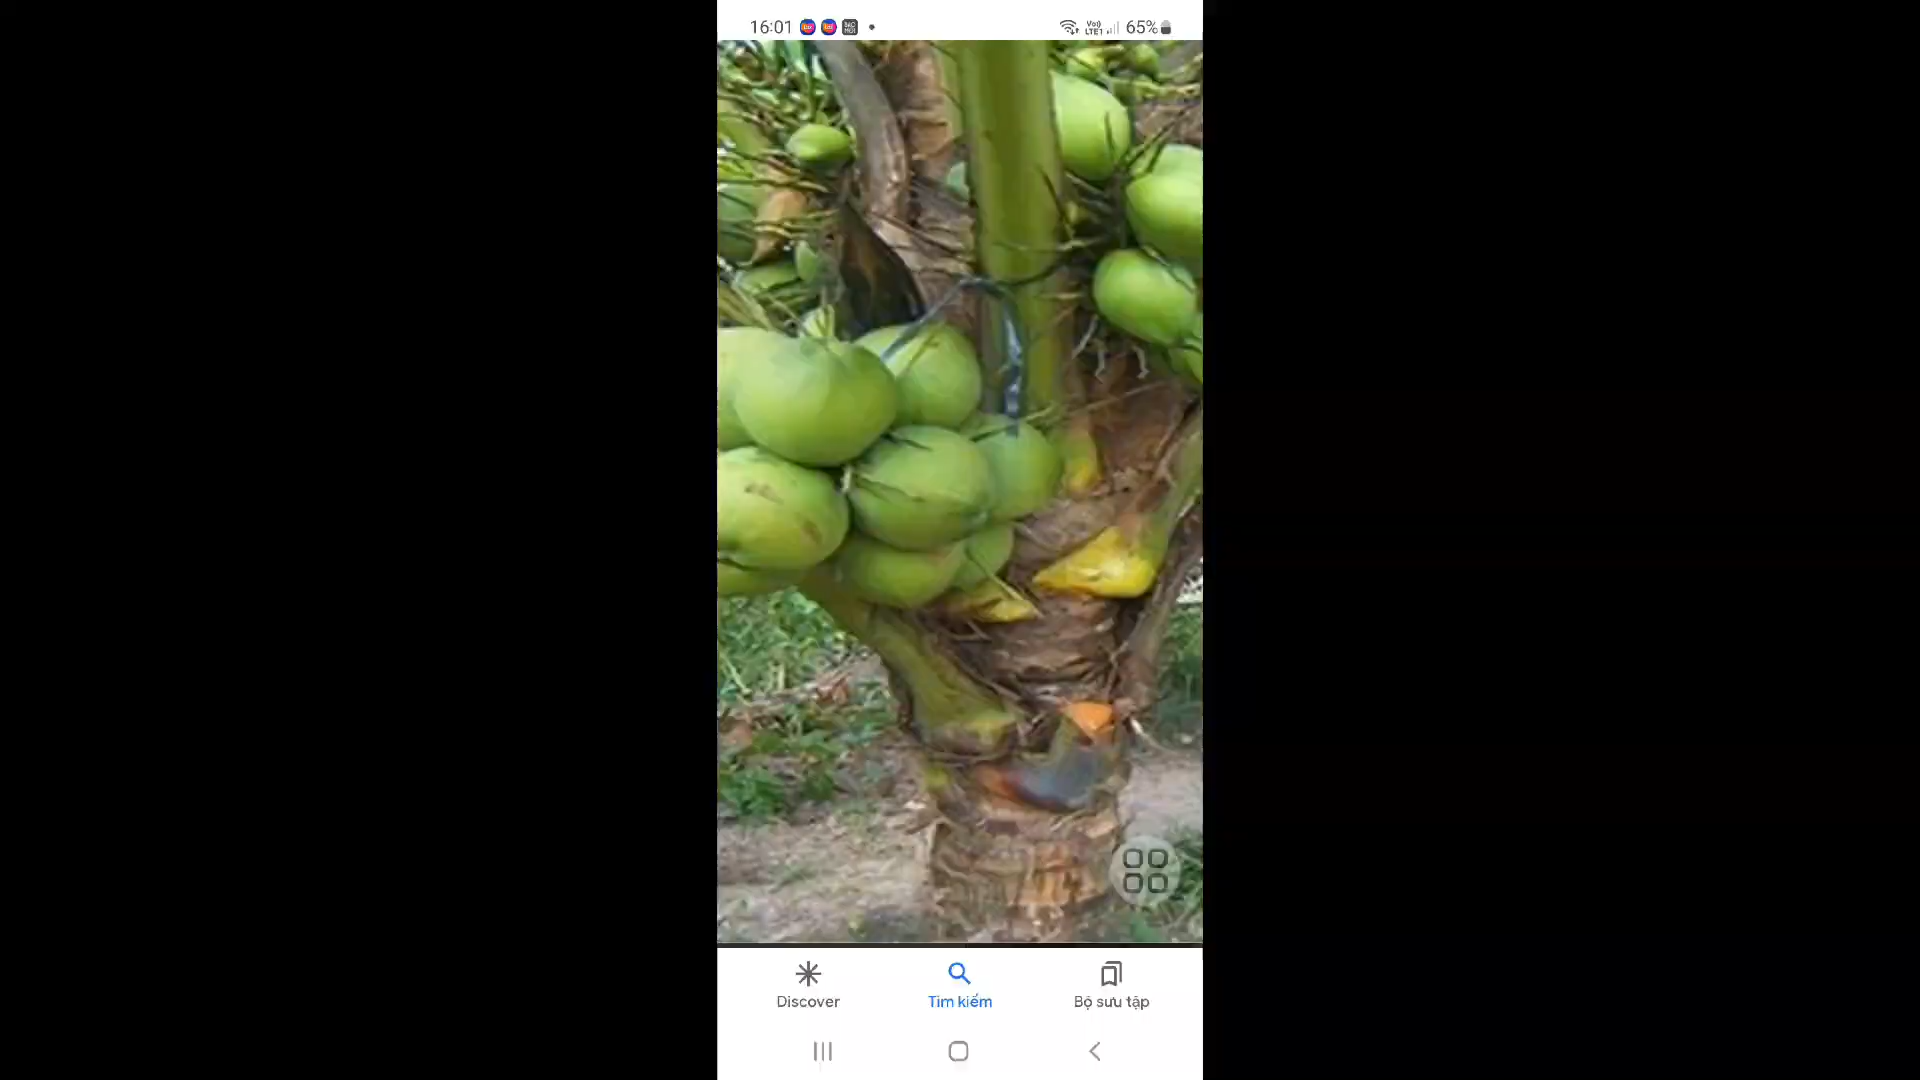 16:01
65%
Discover
Tìm kiếm
Bộ sưu tập